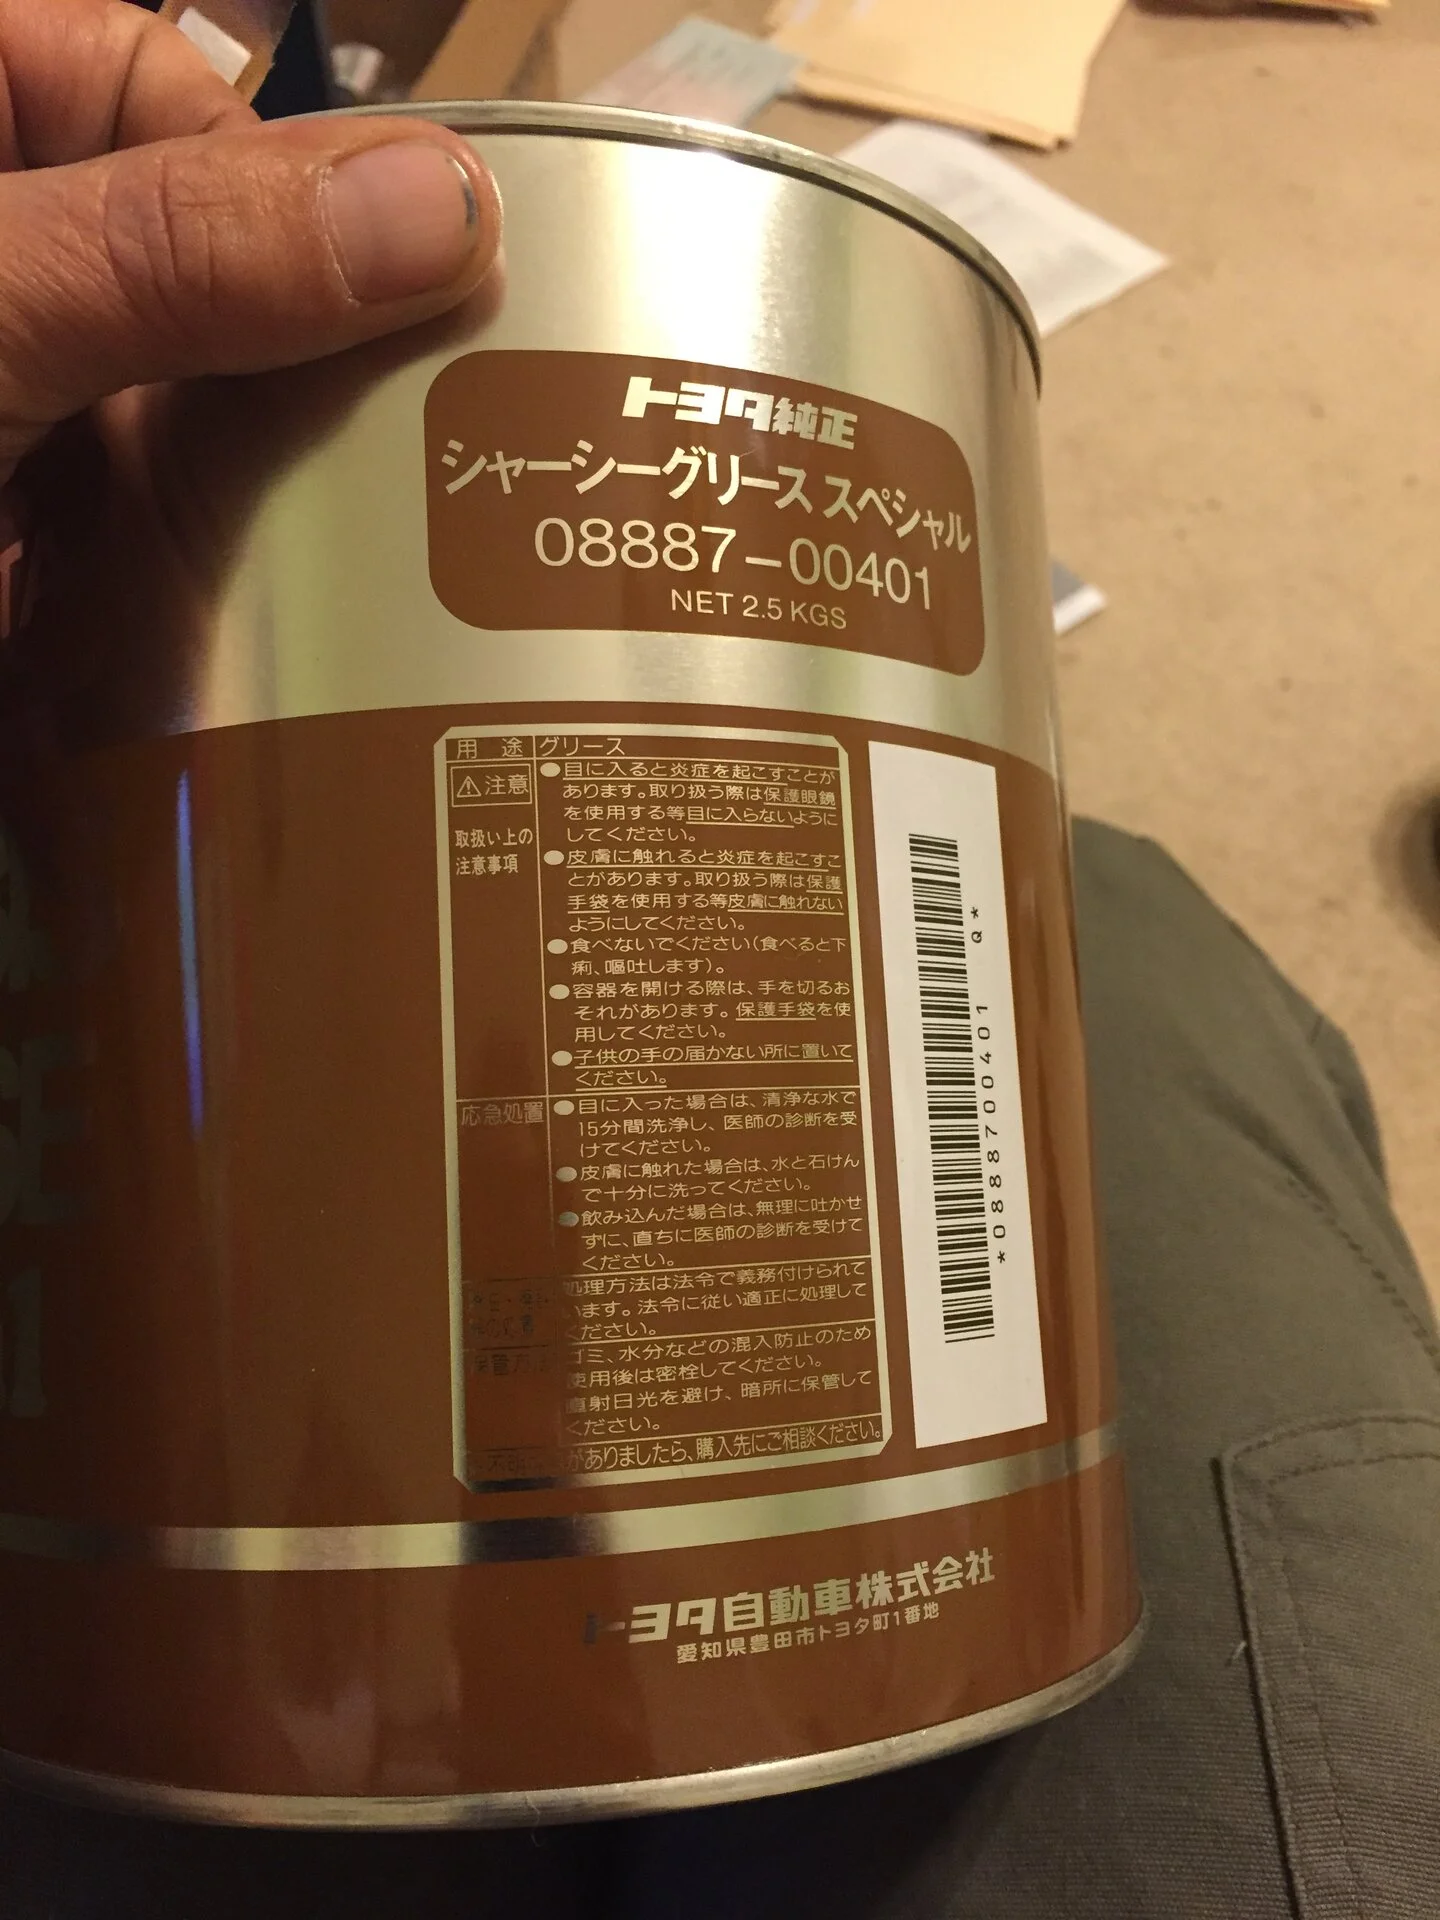 トヨタ純正
シャーシーグリース スペシャル
08887-00401
NET 2.5 KGS
用 途 グリース
注意
取扱い上の
注意事項
●目に入ると炎症を起こすことが
あります。取り扱う際は保護眼鏡
を使用する等目に入らないように
してください。
●皮膚に触れると炎症を起こすこ
とがあります。取り扱う際は保護
手袋を使用する等皮膚に触れない
ようにしてください。
●食べないでください(食べると下
痢、嘔吐します)。
●容器を開ける際は、手を切るお
それがあります。保護手袋を使
用してください。
●子供の手の届かない所に置いて
ください。
応急処置
●目に入った場合は、清浄な水で
15分間洗浄し、医師の診断を受
けてください。
●皮膚に触れた場合は、水と石けん
で十分に洗ってください。
●飲み込んだ場合は、無理に吐かせ
ずに、直ちに医師の診断を受けて
ください。
処理方法は法令で義務付けられて
います。法令に従い適正に処理して
ください。
保管方法
ゴミ、水分などの混入防止のため
使用後は密栓してください。
直射日光を避け、暗所に保管して
ください。
がありましたら、購入先にご相談ください。
*0888700401 Q*
トヨタ自動車株式会社
愛知県豊田市トヨタ町1番地